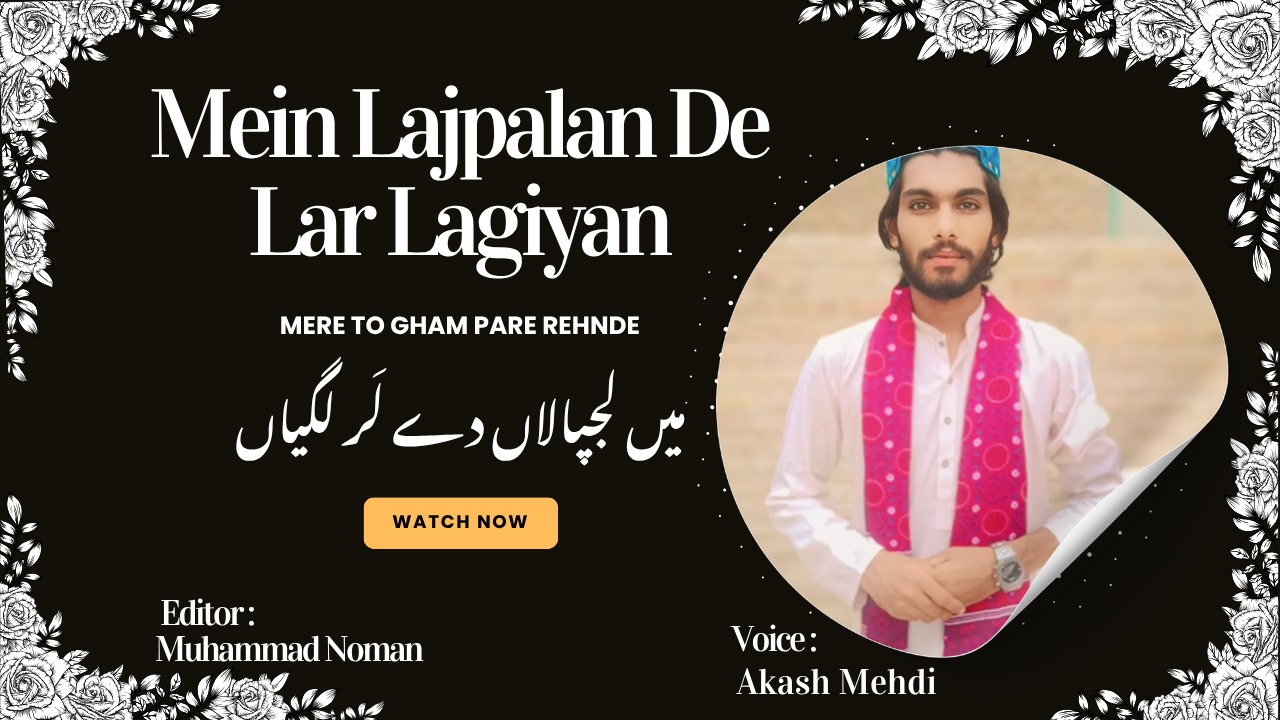 Mein Lajpalan De
Lar Lagiyan
MERE TO GHAM PARE REHNDE
میں لجپالاں دے لَر لگیاں
WATCH NOW
Editor :
Muhammad Noman
Voice :
Akash Mehdi